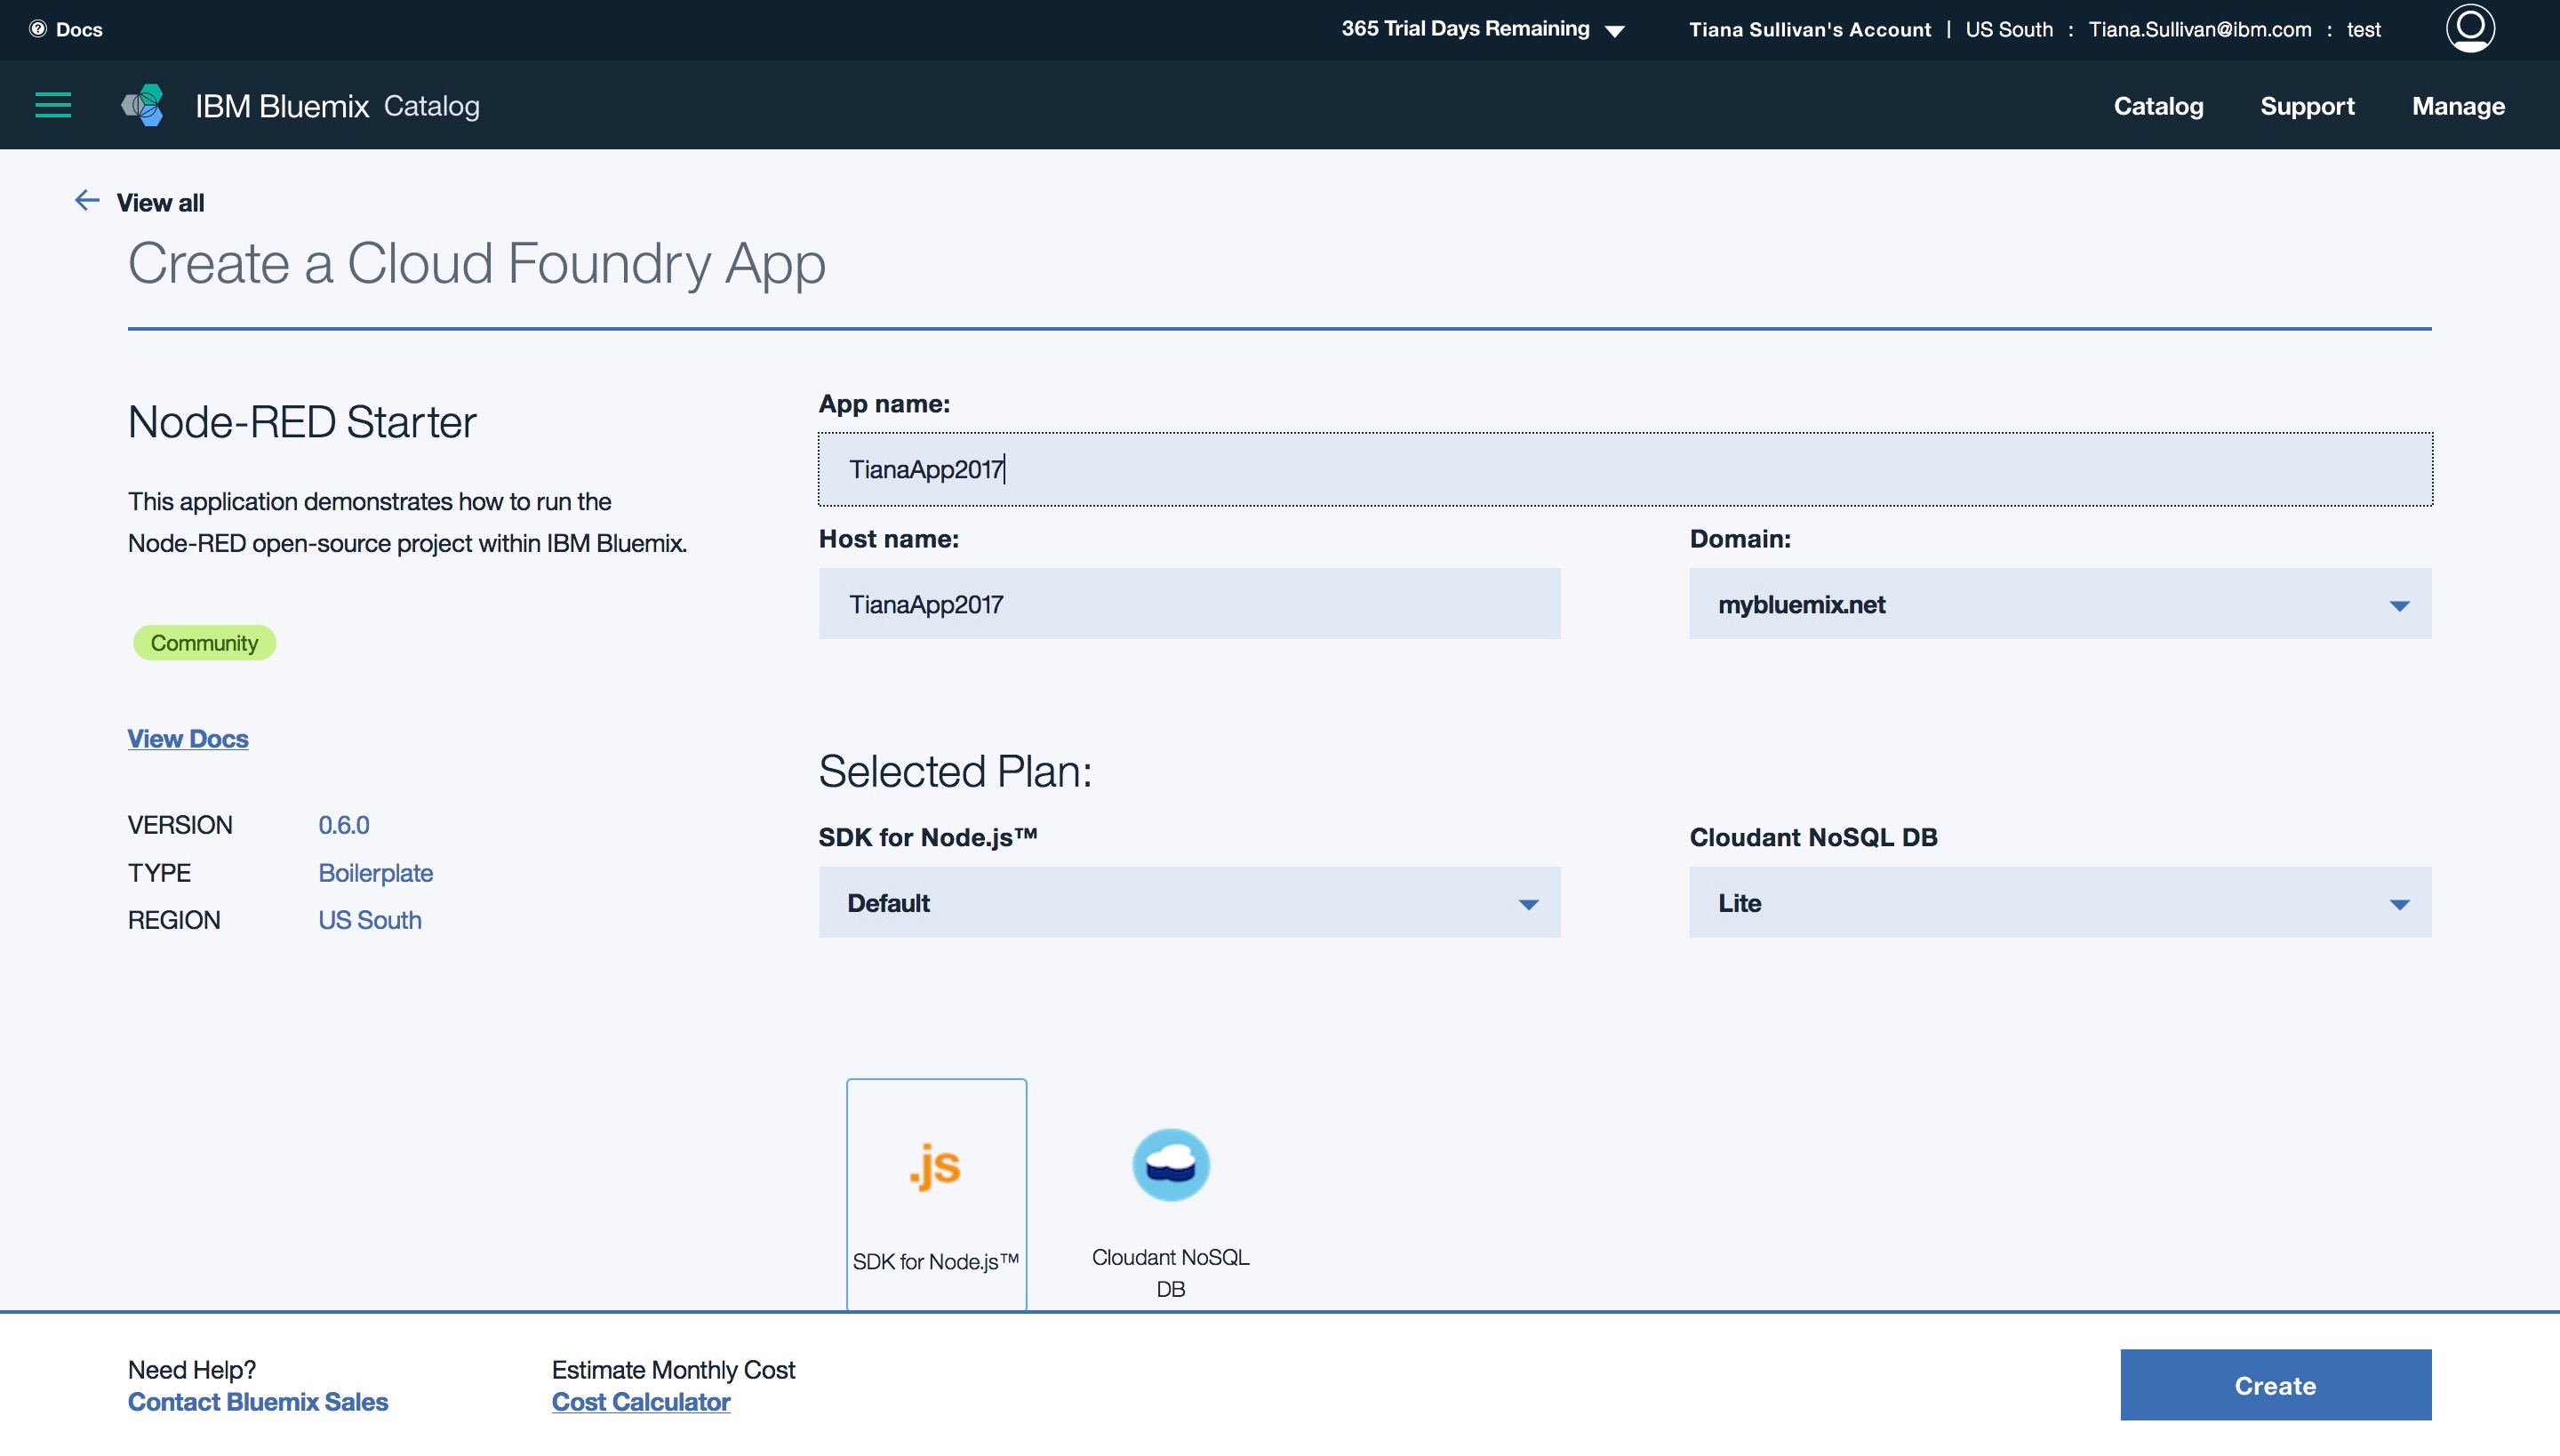 Docs
365 Trial Days Remaining
Tiana Sullivan's Account | US South : Tiana.Sullivan@ibm.com : test
IBM Bluemix Catalog
Catalog Support Manage
View all
Create a Cloud Foundry App
Node-RED Starter
This application demonstrates how to run the
Node-RED open-source project within IBM Bluemix.
Community
View Docs
VERSION 0.6.0
TYPE Boilerplate
REGION US South
App name:
TianaApp2017
Host name:
TianaApp2017
Domain:
mybluemix.net
Selected Plan:
SDK for Node.js™
Default
Cloudant NoSQL DB
Lite
.js
SDK for Node.js™
Cloudant NoSQL
DB
Need Help?
Contact Bluemix Sales
Estimate Monthly Cost
Cost Calculator
Create